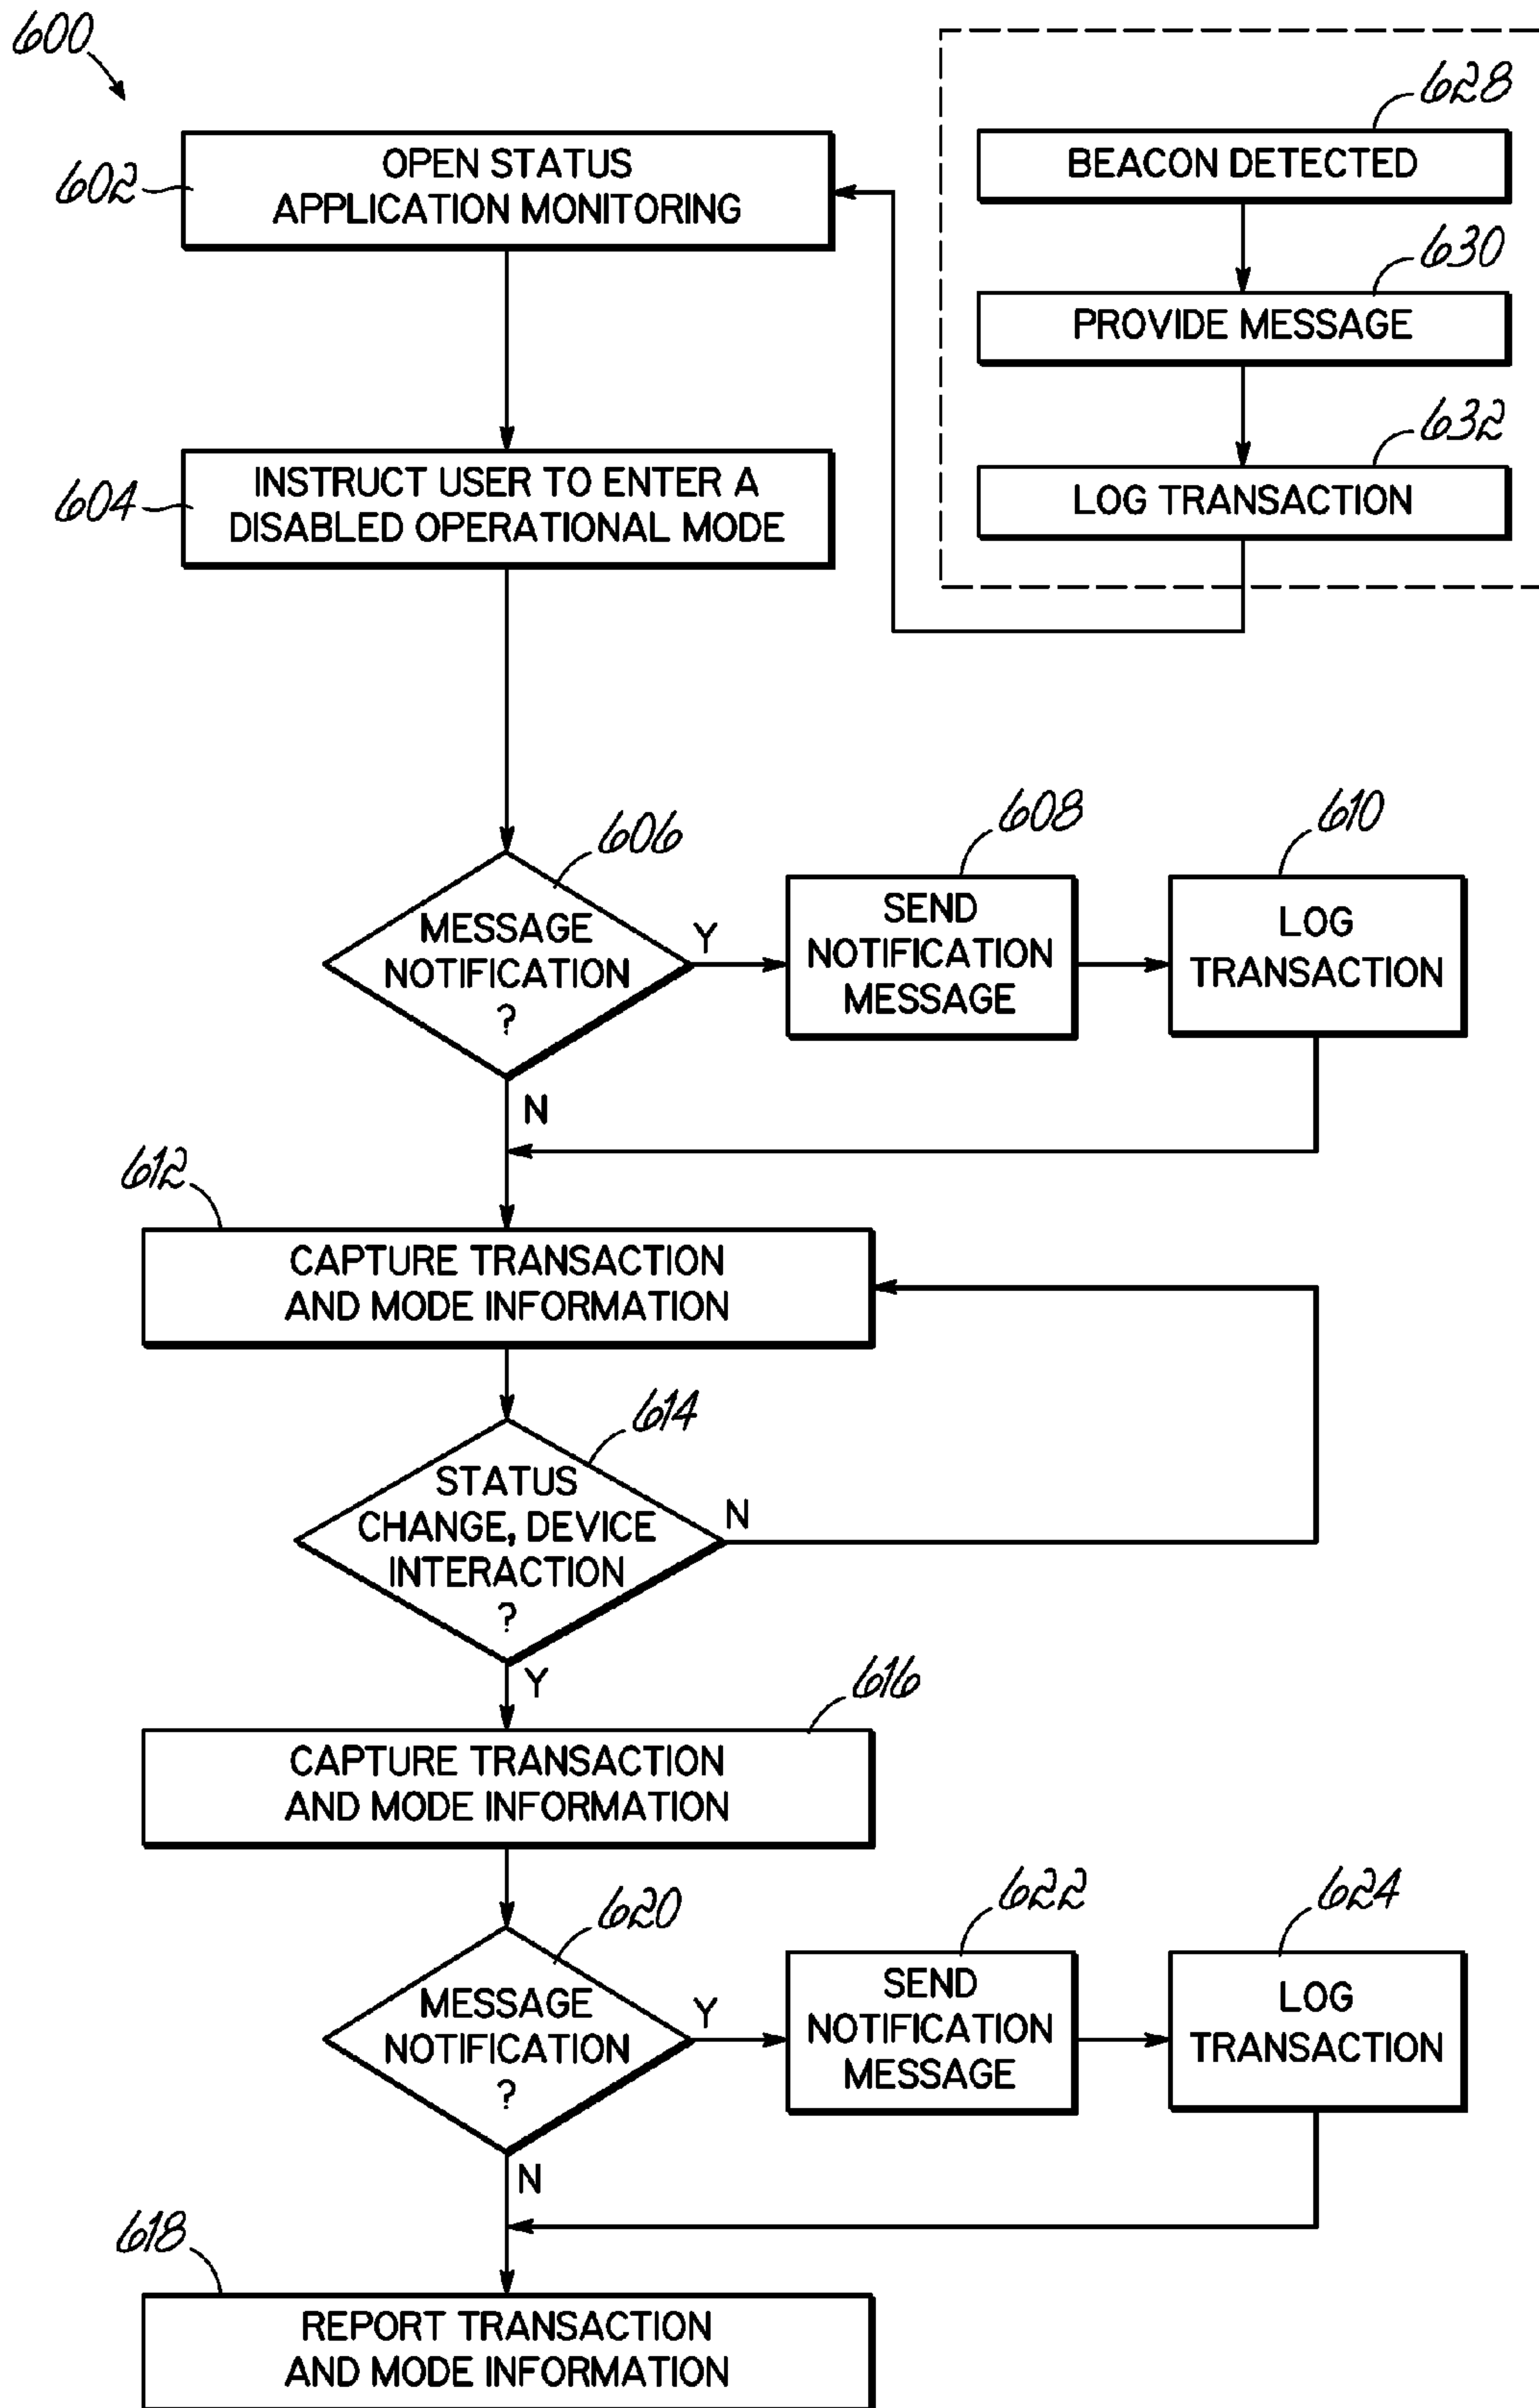 600
602
OPEN STATUS
APPLICATION MONITORING
628
BEACON DETECTED
630
PROVIDE MESSAGE
632
LOG TRANSACTION
604
INSTRUCT USER TO ENTER A
DISABLED OPERATIONAL MODE
606
MESSAGE
NOTIFICATION
?
Y
N
608
SEND
NOTIFICATION
MESSAGE
610
LOG
TRANSACTION
612
CAPTURE TRANSACTION
AND MODE INFORMATION
614
STATUS
CHANGE, DEVICE
INTERACTION
?
N
Y
616
CAPTURE TRANSACTION
AND MODE INFORMATION
620
MESSAGE
NOTIFICATION
?
Y
N
622
SEND
NOTIFICATION
MESSAGE
624
LOG
TRANSACTION
618
REPORT TRANSACTION
AND MODE INFORMATION